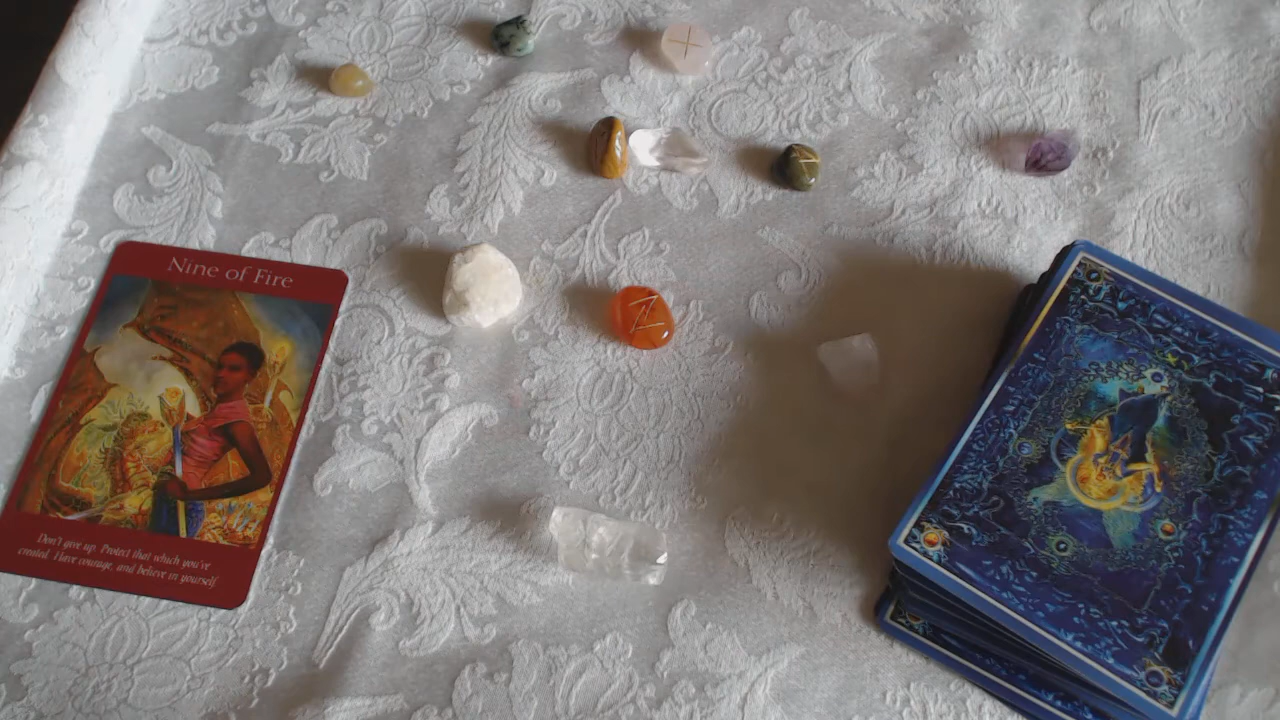 Nine of Fire
Don't give up. Protect that which you've
created. Have courage, and believe in yourself.